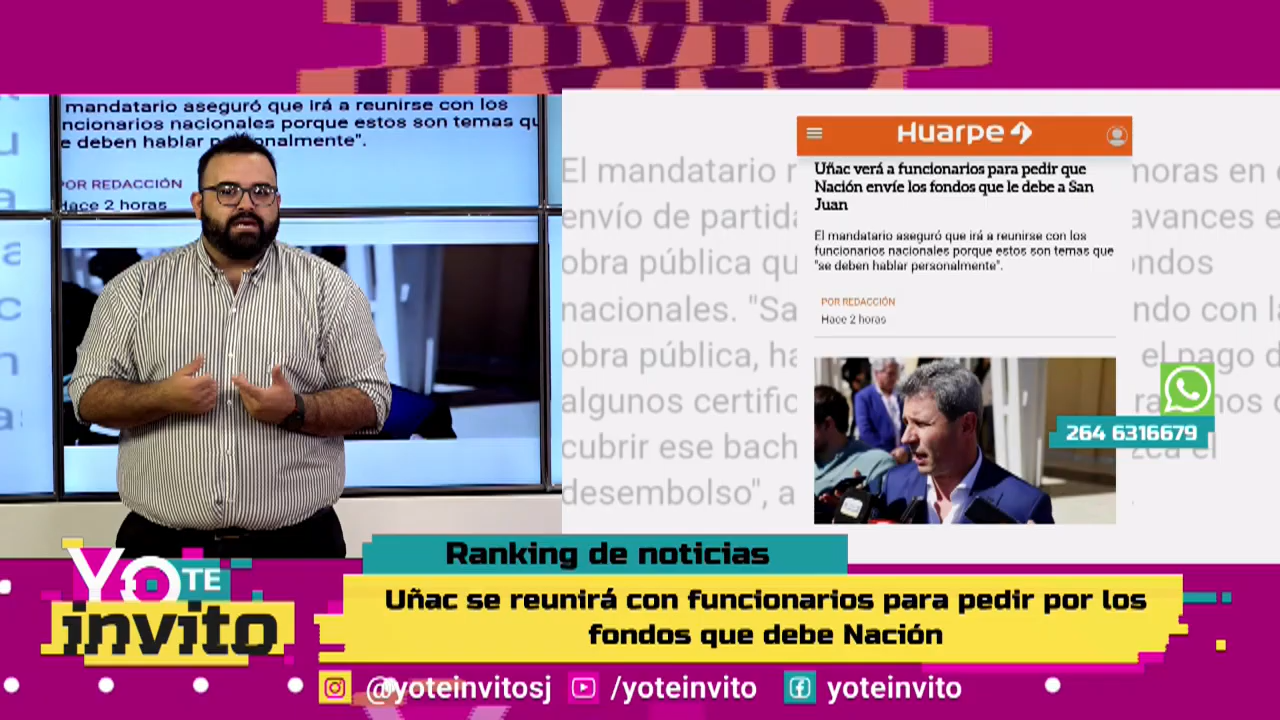 invito
mandatario aseguró que irá a reunirse con los
ncionarios nacionales porque estos son temas qu
e deben hablar personalmente".
POR REDACCIÓN
Hace 2 horas
El mandatario
moras en
envío de partid
avances e
obra pública qu
ondos
nacionales. "Sa
ndo con la
obra pública, ha
el pago d
algunos certific
cubrir ese bach
desembolso", a
Huarpe
Uñac verá a funcionarios para pedir que
Nación envíe los fondos que le debe a San
Juan
El mandatario aseguró que irá a reunirse con los
funcionarios nacionales porque estos son temas que
"se deben hablar personalmente".
POR REDACCIÓN
Hace 2 horas
264 6316679
Ranking de noticias
Uñac se reunirá con funcionarios para pedir por los
fondos que debe Nación
YO TE
invito
@yoteinvitosj /yoteinvito yoteinvito